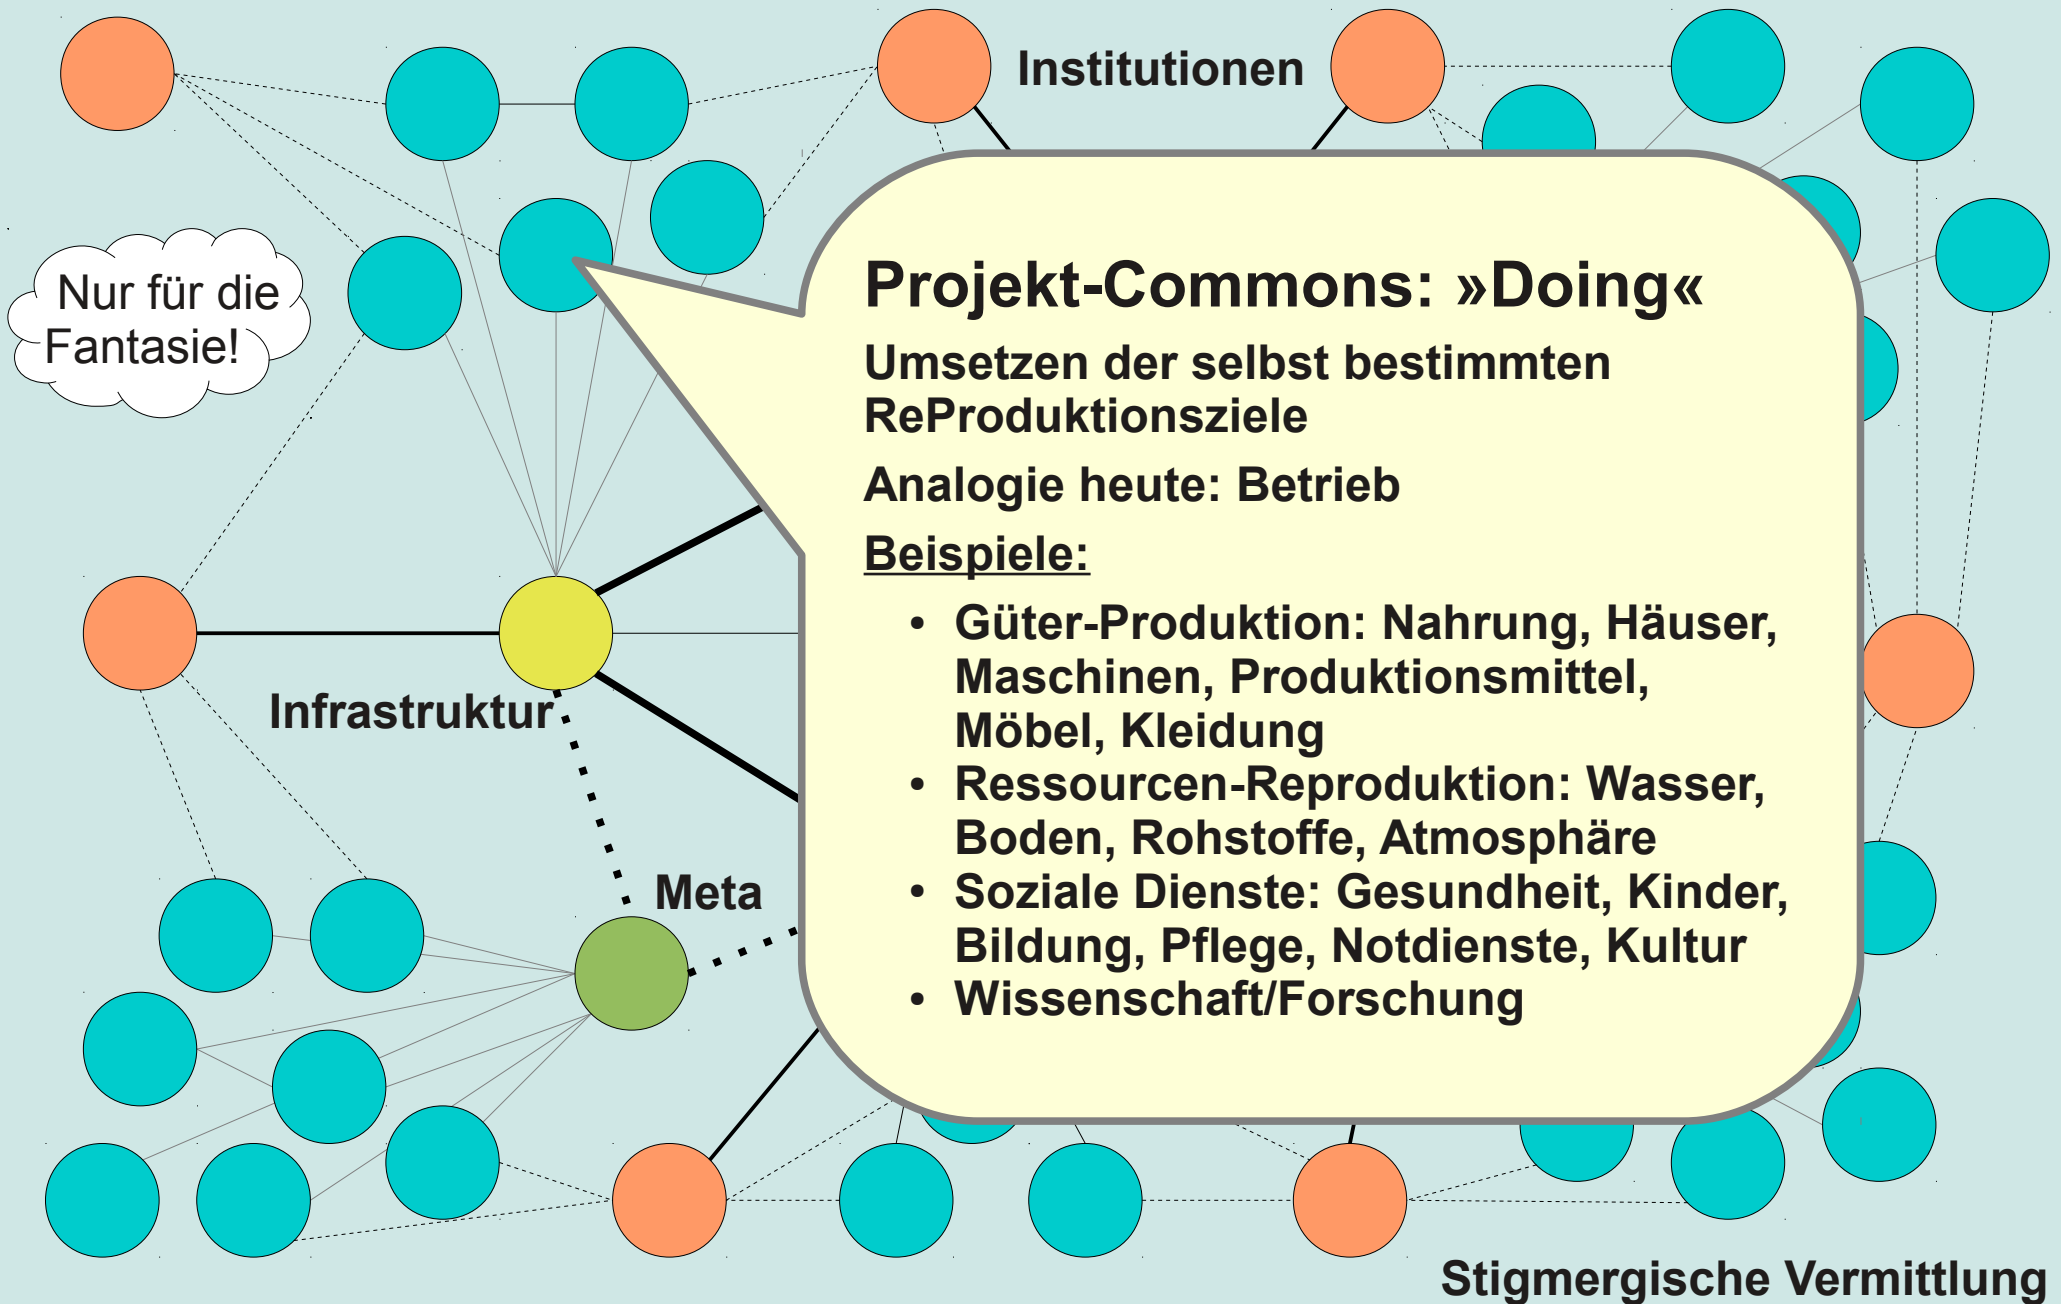 Institutionen
Nur für die
Fantasie!
Projekt-Commons: »Doing«
Umsetzen der selbst bestimmten
ReProduktionsziele
Analogie heute: Betrieb
Beispiele:
• Güter-Produktion: Nahrung, Häuser,
Maschinen, Produktionsmittel,
Möbel, Kleidung
• Ressourcen-Reproduktion: Wasser,
Boden, Rohstoffe, Atmosphäre
• Soziale Dienste: Gesundheit, Kinder,
Bildung, Pflege, Notdienste, Kultur
• Wissenschaft/Forschung
Infrastruktur
Meta
Stigmergische Vermittlung